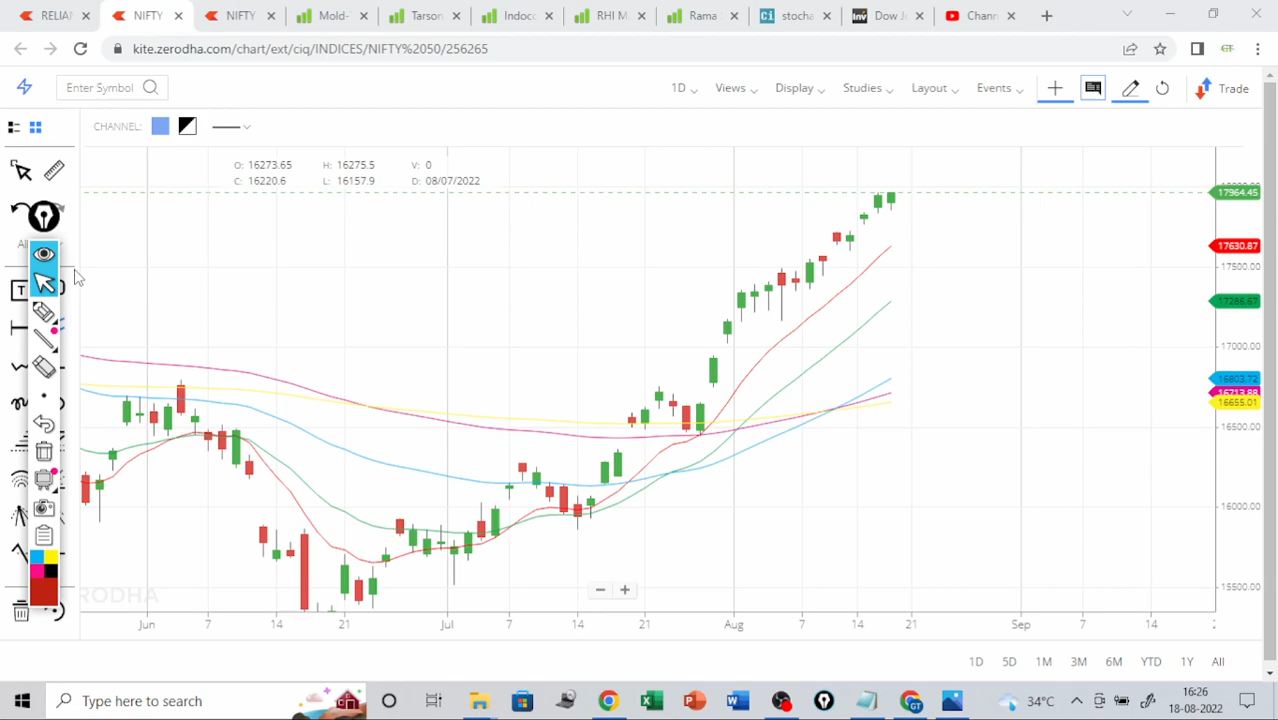 RELIA
NIFTY
NIFTY
Mold-
Tarson
Indoco
RHI M
Rama
Ci stocha
Inv Dow J
Chann
kite.zerodha.com/chart/ext/ciq/INDICES/NIFTY%2050/256265
Enter Symbol
1D Views Display Studies Layout Events Trade
CHANNEL:
O: 16273.65 H: 16275.5 V: 0
C: 16220.6 L: 16157.9 D: 08/07/2022
17964.45
17630.87
17500.00
17286.67
17000.00
16803.72
16713.88
16655.01
16500.00
16000.00
15500.00
T
Jun 7 14 21 Jul 7 14 21 Aug 7 14 21 Sep 7 14
1D 5D 1M 3M 6M YTD 1Y All
Type here to search
34°C
16:26
18-08-2022